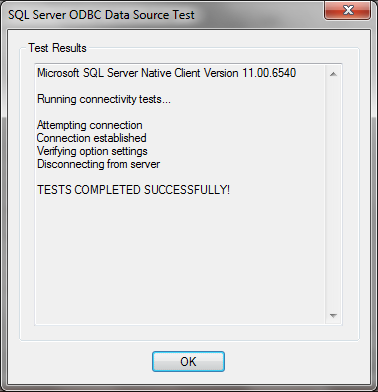 SQL Server ODBC Data Source Test
Test Results
Microsoft SQL Server Native Client Version 11.00.6540
Running connectivity tests...
Attempting connection
Connection established
Verifying option settings
Disconnecting from server
TESTS COMPLETED SUCCESSFULLY!
OK